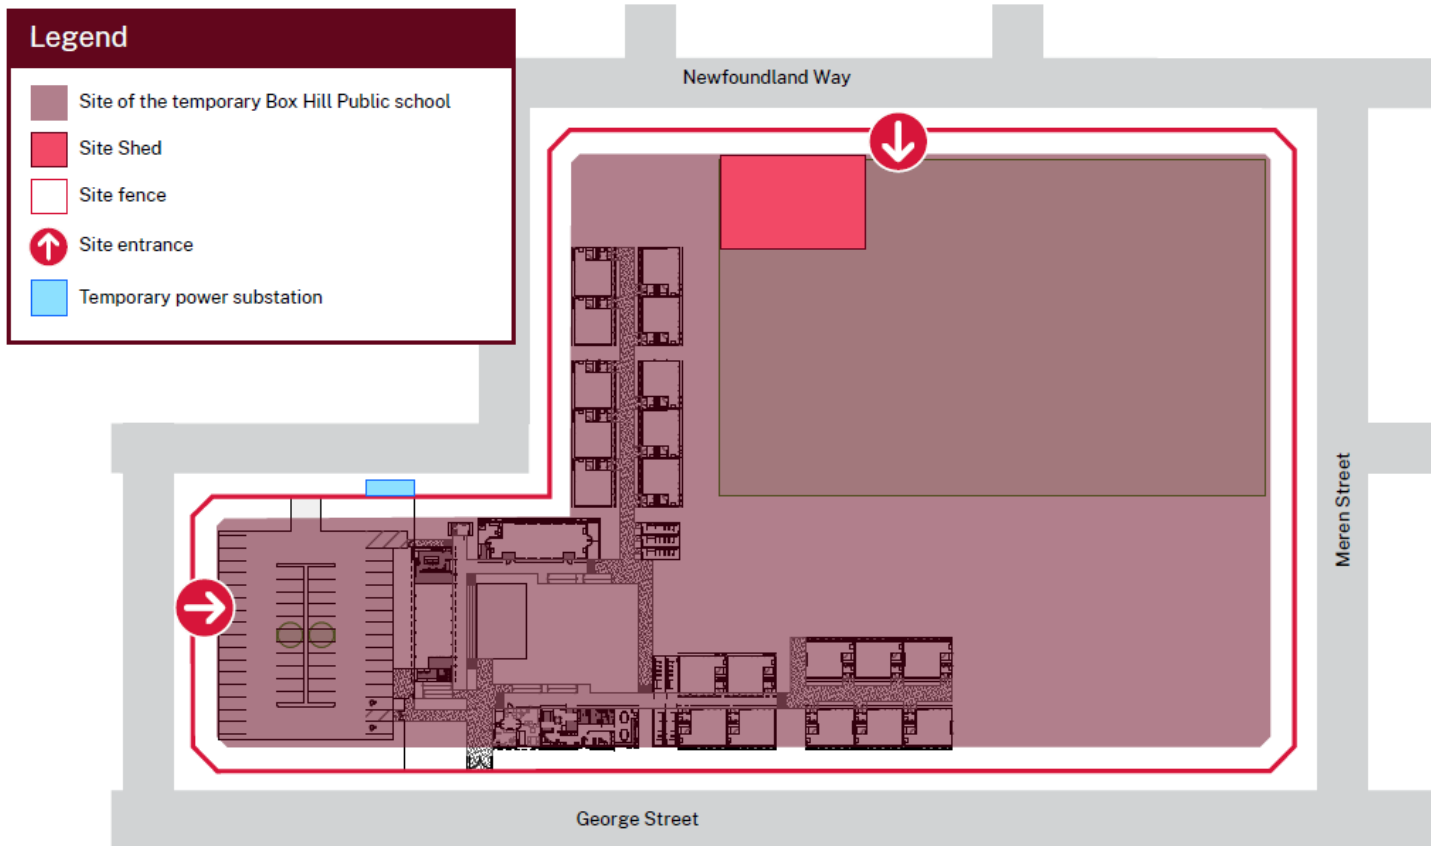 Legend
Site of the temporary Box Hill Public school
Site Shed
Site fence
Site entrance
Temporary power substation
Newfoundland Way
Meren Street
George Street